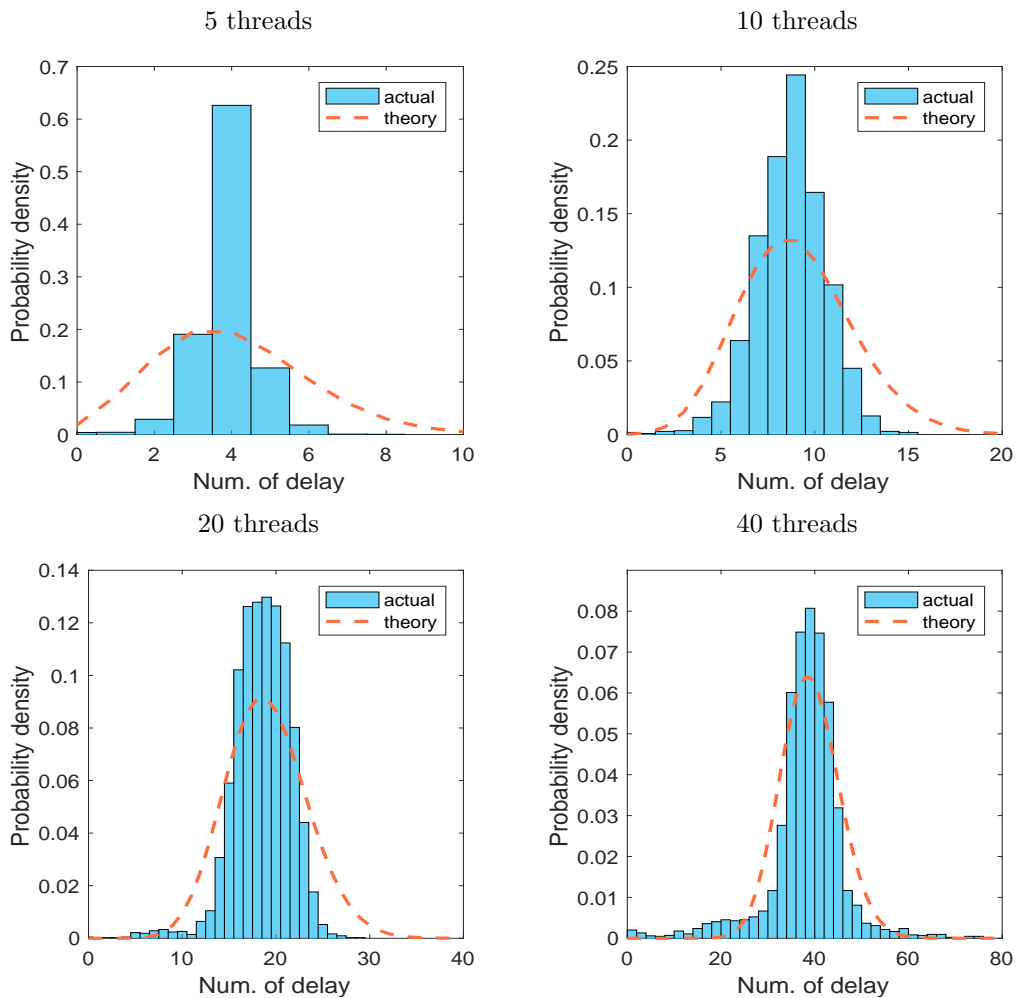 5 threads
0.7
0.6
0.5
0.4
0.3
0.2
0.1
0
Probability density
actual
theory
0 2 4 6 8 10
Num. of delay
10 threads
0.25
0.2
0.15
0.1
0.05
0
Probability density
actual
theory
0 5 10 15 20
Num. of delay
20 threads
0.14
0.12
0.1
0.08
0.06
0.04
0.02
0
Probability density
actual
theory
0 10 20 30 40
Num. of delay
40 threads
0.08
0.07
0.06
0.05
0.04
0.03
0.02
0.01
0
Probability density
actual
theory
0 20 40 60 80
Num. of delay